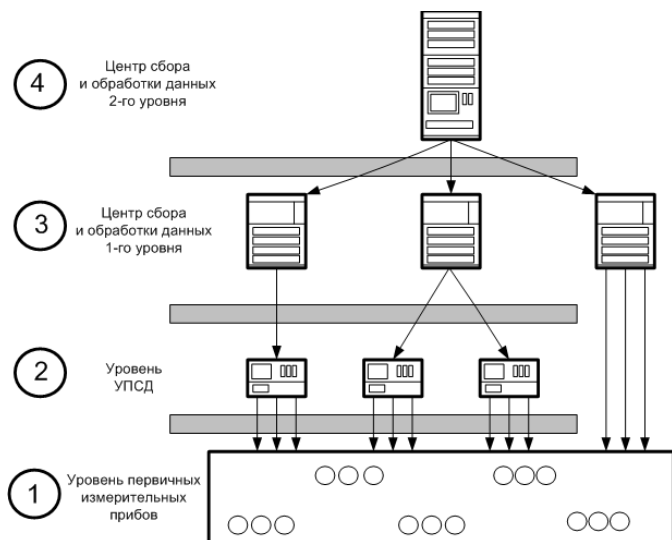 4
Центр сбора
и обработки данных
2-го уровня
3
Центр сбора
и обработки данных
1-го уровня
2
Уровень
УПСД
1
Уровень первичных
измерительных
прибов